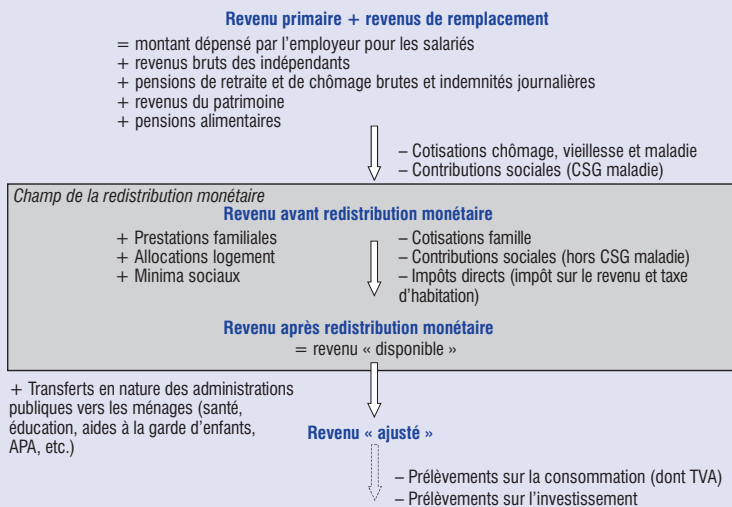 Revenu primaire + revenus de remplacement
= montant dépensé par l’employeur pour les salariés
+ revenus bruts des indépendants
+ pensions de retraite et de chômage brutes et indemnités journalières
+ revenus du patrimoine
+ pensions alimentaires
– Cotisations chômage, vieillesse et maladie
– Contributions sociales (CSG maladie)
Champ de la redistribution monétaire
Revenu avant redistribution monétaire
+ Prestations familiales
+ Allocations logement
+ Minima sociaux
– Cotisations famille
– Contributions sociales (hors CSG maladie)
– Impôts directs (impôt sur le revenu et taxe
d’habitation)
Revenu après redistribution monétaire
= revenu « disponible »
+ Transferts en nature des administrations
publiques vers les ménages (santé,
éducation, aides à la garde d’enfants,
APA, etc.)
Revenu « ajusté »
– Prélèvements sur la consommation (dont TVA)
– Prélèvements sur l’investissement